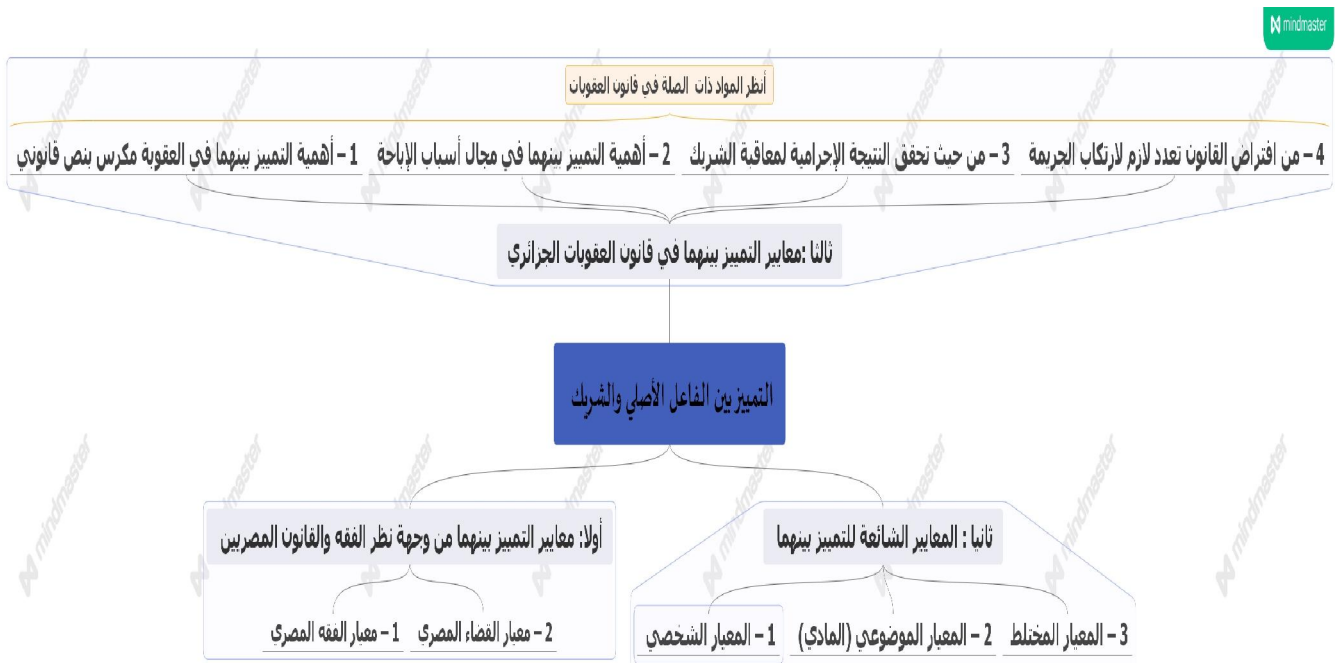 mindmaster
أنظر المواد ذات الصلة في قانون العقوبات
1 – أهمية التمييز بينهما في العقوبة مكرس بنص قانوني
2 – أهمية التمييز بينهما في مجال أسباب الإباحة
3 – من حيث تحقق النتيجة الإجرامية لمعاقبة الشريك
4 – من افتراض القانون تعدد لازم لارتكاب الجريمة
ثالثا :معايير التمييز بينهما في قانون العقوبات الجزائري
التمييز بين الفاعل الأصلي والشريك
أولا: معايير التمييز بينهما من وجهة نظر الفقه والقانون المصريين
1 – معيار الفقه المصري
2 – معيار القضاء المصري
ثانيا : المعايير الشائعة للتمييز بينهما
1 – المعيار الشخصي
2 – المعيار الموضوعي (المادي)
3 – المعيار المختلط